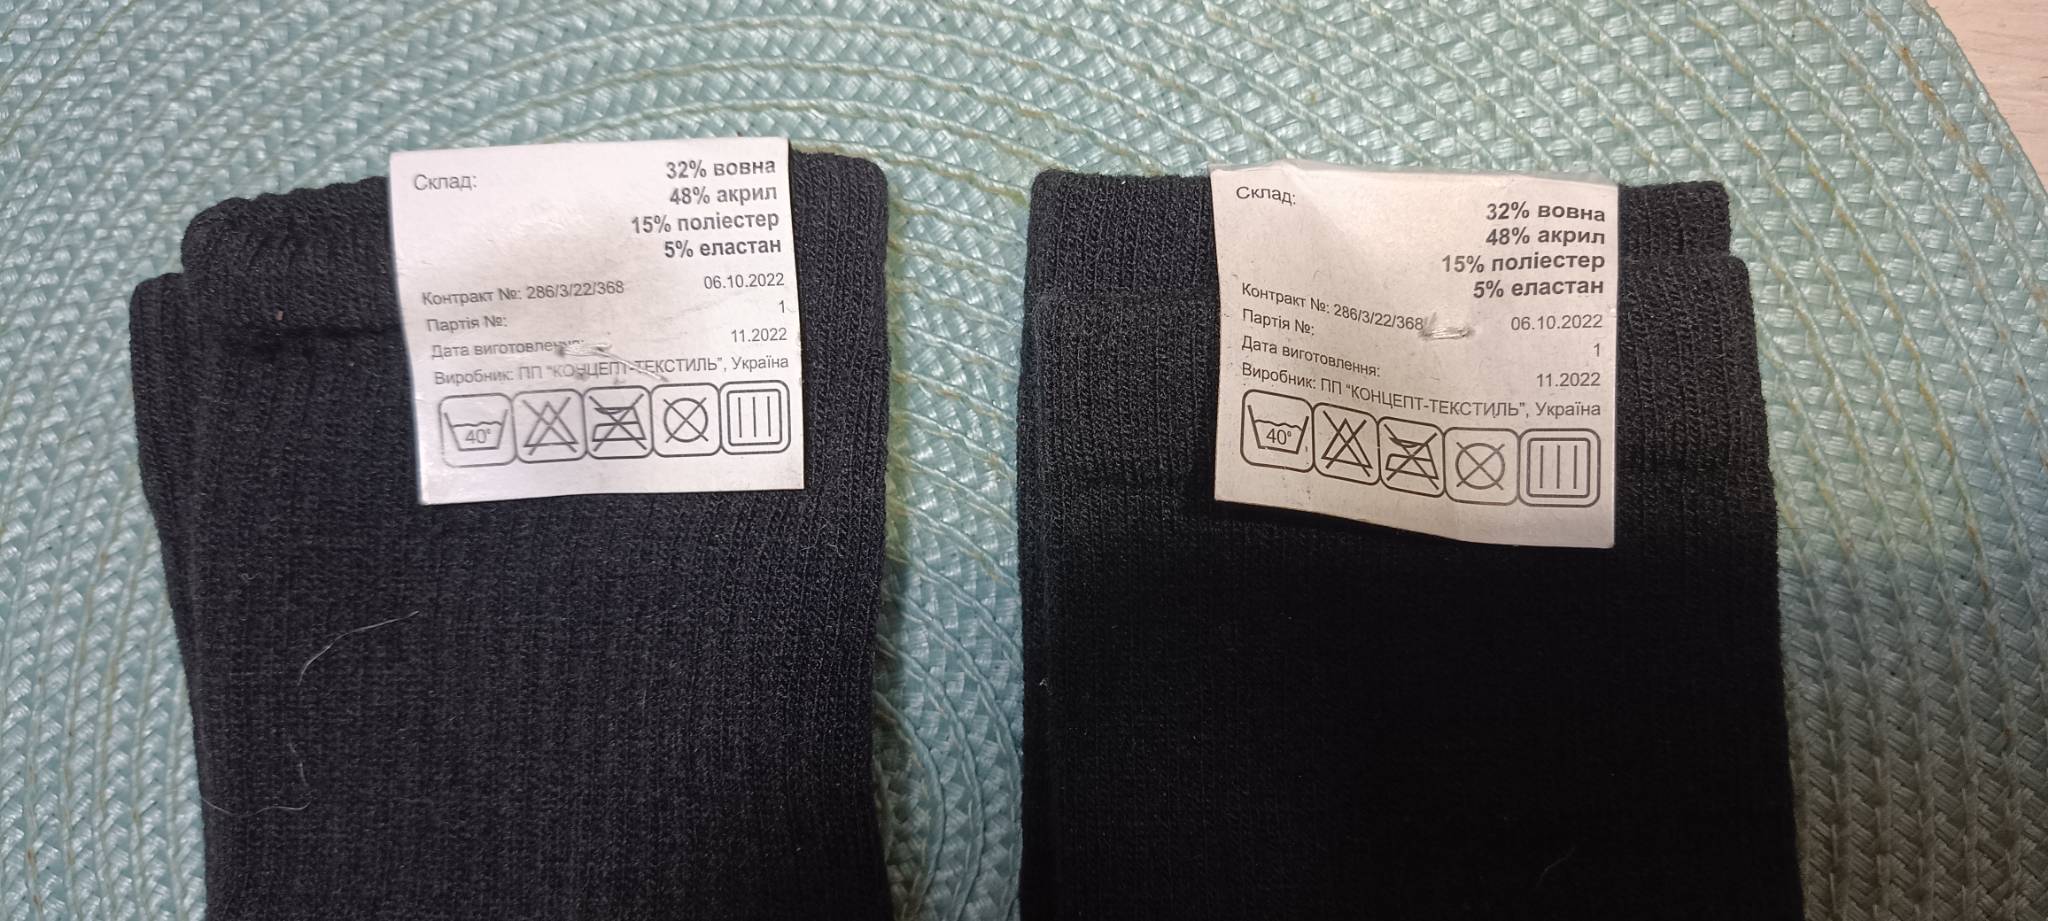 Склад:
32% вовна
48% акрил
15% поліестер
5% еластан
Контракт №: 286/3/22/368 06.10.2022
Партія №: 1
Дата виготовлення: 11.2022
Виробник: ПП "КОНЦЕПТ-ТЕКСТИЛЬ", Україна
40°
Склад:
32% вовна
48% акрил
15% поліестер
5% еластан
Контракт №: 286/3/22/368 06.10.2022
Партія №: 1
Дата виготовлення: 11.2022
Виробник: ПП "КОНЦЕПТ-ТЕКСТИЛЬ", Україна
40°